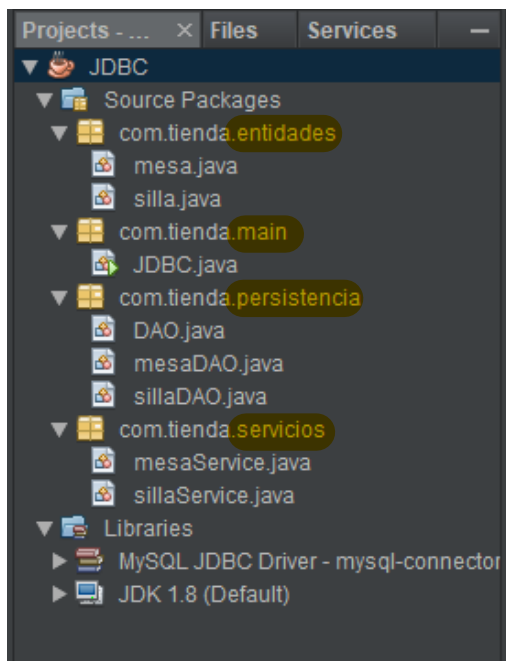 Projects - ... × Files Services
JDBC
Source Packages
com.tienda.entidades
mesa.java
silla.java
com.tienda.main
JDBC.java
com.tienda.persistencia
DAO.java
mesaDAO.java
sillaDAO.java
com.tienda.servicios
mesaService.java
sillaService.java
Libraries
MySQL JDBC Driver - mysql-connector
JDK 1.8 (Default)